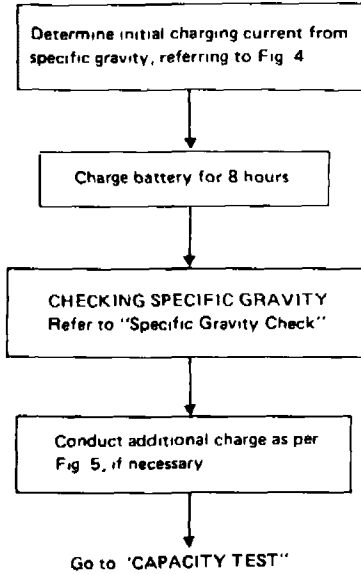 Determine initial charging current from
specific gravity, referring to Fig 4
Charge battery for 8 hours
CHECKING SPECIFIC GRAVITY
Refer to "Specific Gravity Check"
Conduct additional charge as per
Fig 5, if necessary
Go to 'CAPACITY TEST"